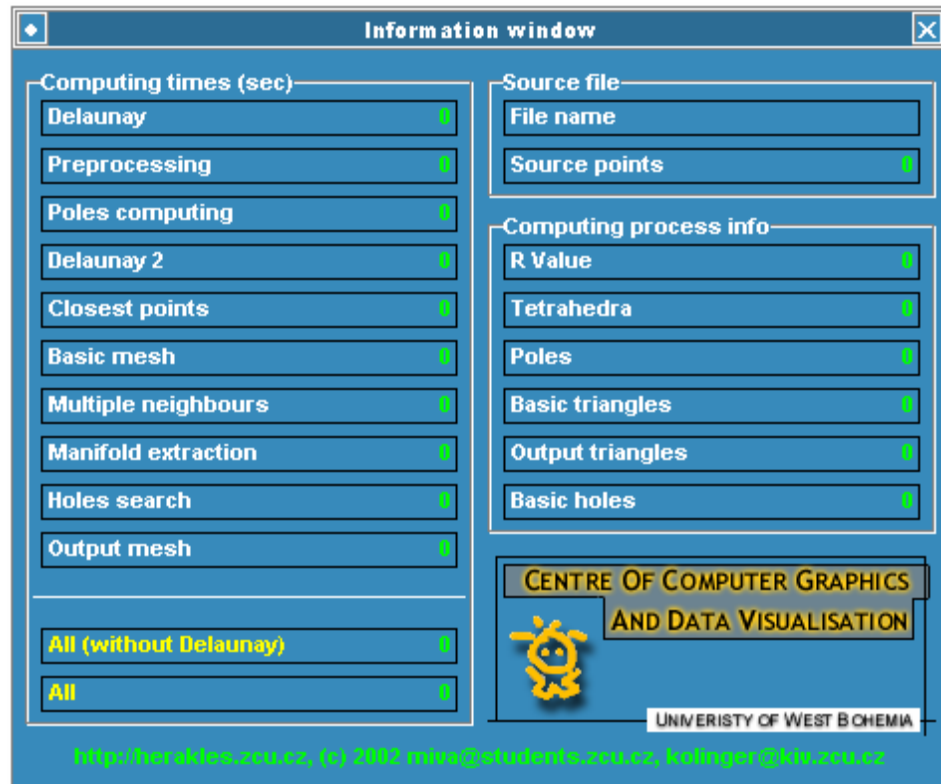 Information window
Computing times (sec)
Delaunay 0
Preprocessing 0
Poles computing 0
Delaunay 2 0
Closest points 0
Basic mesh 0
Multiple neighbours 0
Manifold extraction 0
Holes search 0
Output mesh 0
All (without Delaunay) 0
All 0
Source file
File name
Source points 0
Computing process info
R Value 0
Tetrahedra 0
Poles 0
Basic triangles 0
Output triangles 0
Basic holes 0
CENTRE OF COMPUTER GRAPHICS
AND DATA VISUALISATION
UNIVERISTY OF WEST BOHEMIA
http://herakles.zcu.cz, (c) 2002 miva@students.zcu.cz, kolinger@kiv.zcu.cz